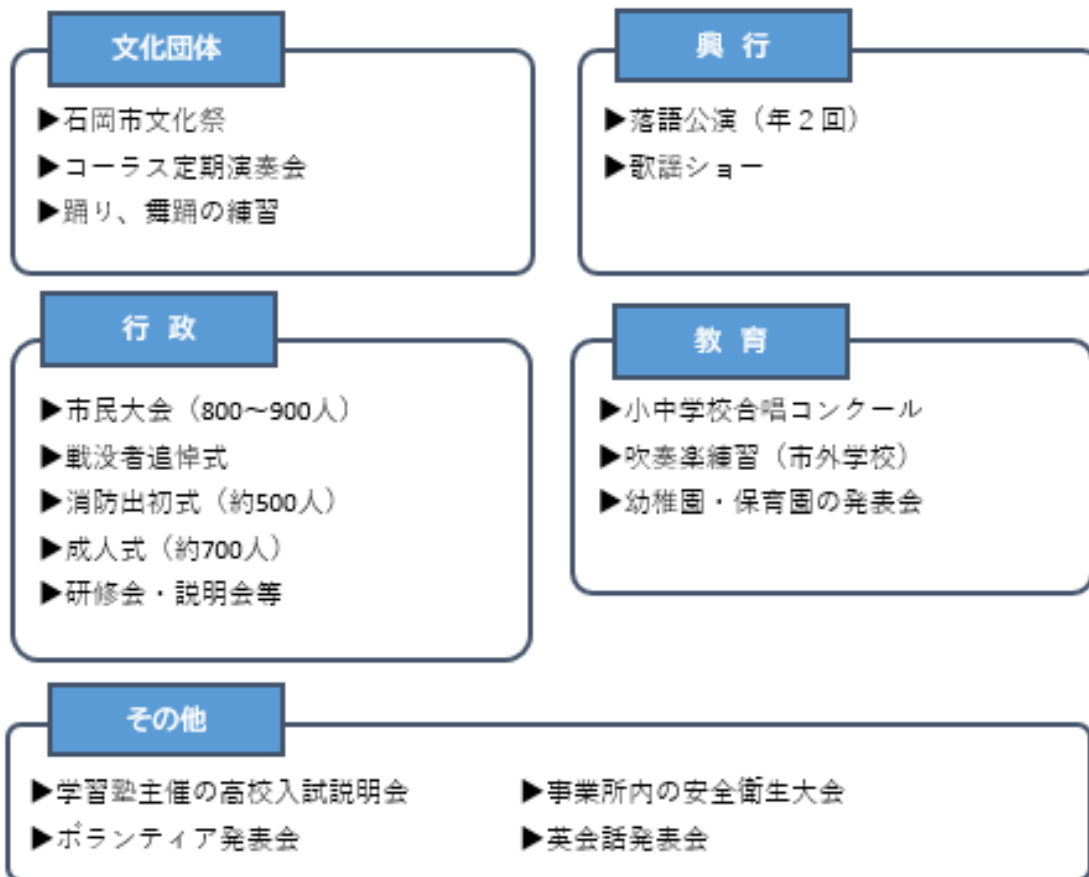 文化団体
▶石岡市文化祭
▶コーラス定期演奏会
▶踊り、舞踊の練習
興 行
▶落語公演（年２回）
▶歌謡ショー
行 政
▶市民大会（800～900人）
▶戦没者追悼式
▶消防出初式（約500人）
▶成人式（約700人）
▶研修会・説明会等
教 育
▶小中学校合唱コンクール
▶吹奏楽練習（市外学校）
▶幼稚園・保育園の発表会
その他
▶学習塾主催の高校入試説明会
▶ボランティア発表会
▶事業所内の安全衛生大会
▶英会話発表会